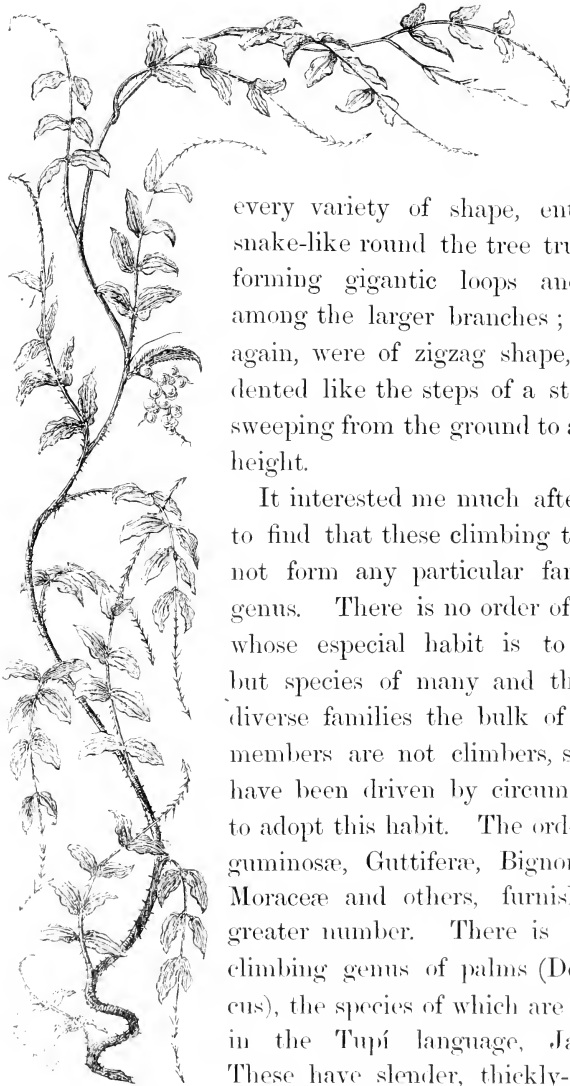 every variety of shape, ent
snake-like round the tree tru
forming gigantic loops an
among the larger branches ;
again, were of zigzag shape,
dented like the steps of a st
sweeping from the ground to a
height.
It interested me much afte
to find that these climbing t
not form any particular far
genus. There is no order of
whose especial habit is to
but species of many and th
diverse families the bulk of
members are not climbers, s
have been driven by circum
to adopt this habit. The ord
guminosæ, Guttiferæ, Bignor
Moraceæ and others, furnis
greater number. There is
climbing genus of palms (D
cus), the species of which are
in the Tupí language, Ja
These have slender, thickly-